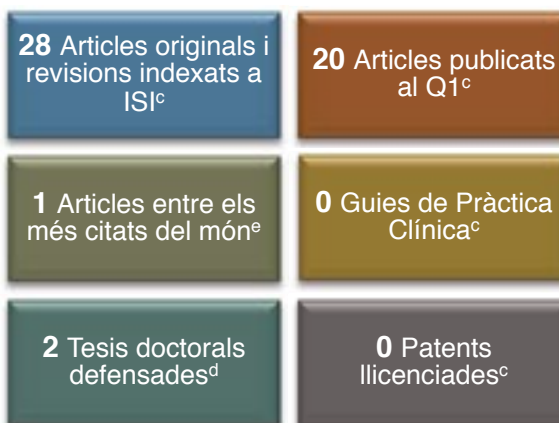 28 Articles originals i
revisions indexats a
ISIᶜ
20 Articles publicats
al Q1ᶜ
1 Articles entre els
més citats del mónᵉ
0 Guies de Pràctica
Clínicaᶜ
2 Tesis doctorals
defensadesᵈ
0 Patents
llicenciadesᶜ